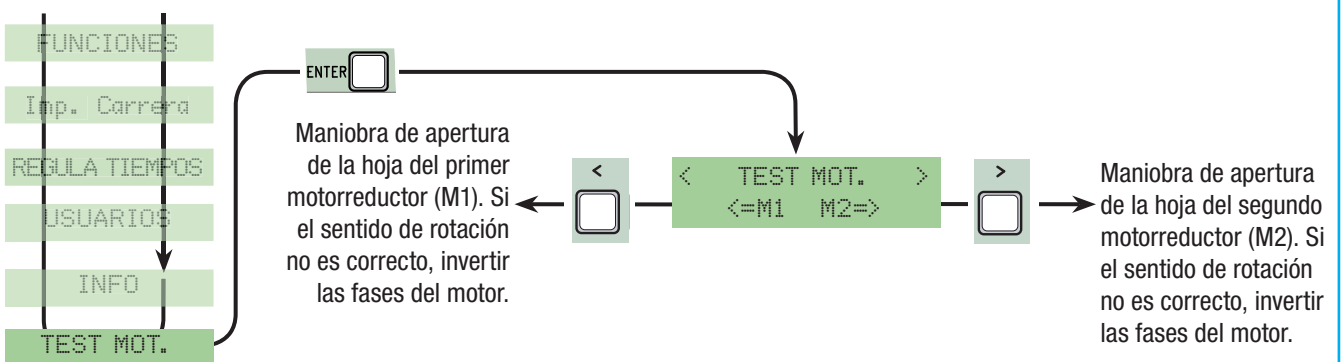 FUNCIONES
Imp. Carrera
REGULA TIEMPOS
USUARIOS
INFO
TEST MOT.
ENTER
Maniobra de apertura
de la hoja del primer
motorreductor (M1). Si
el sentido de rotación
no es correcto, invertir
las fases del motor.
<
< TEST MOT. >
<=M1 M2=>
>
Maniobra de apertura
de la hoja del segundo
motorreductor (M2). Si
el sentido de rotación
no es correcto, invertir
las fases del motor.